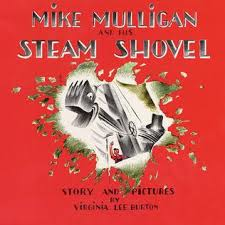 MIKE MULLIGAN
AND HIS
STEAM SHOVEL
STORY AND PICTURES
BY
VIRGINIA LEE BURTON